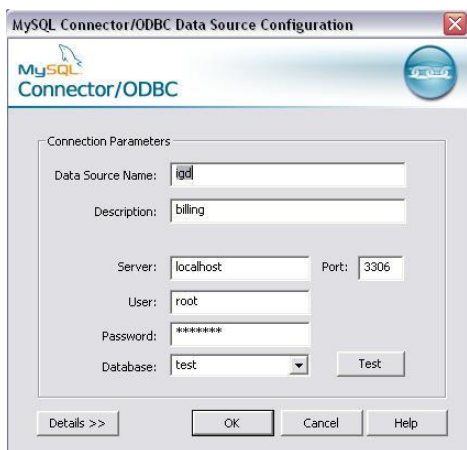 MySQL Connector/ODBC Data Source Configuration
MySQL
Connector/ODBC
Connection Parameters
Data Source Name: igd
Description: billing
Server: localhost Port: 3306
User: root
Password: *******
Database: test Test
Details >> OK Cancel Help